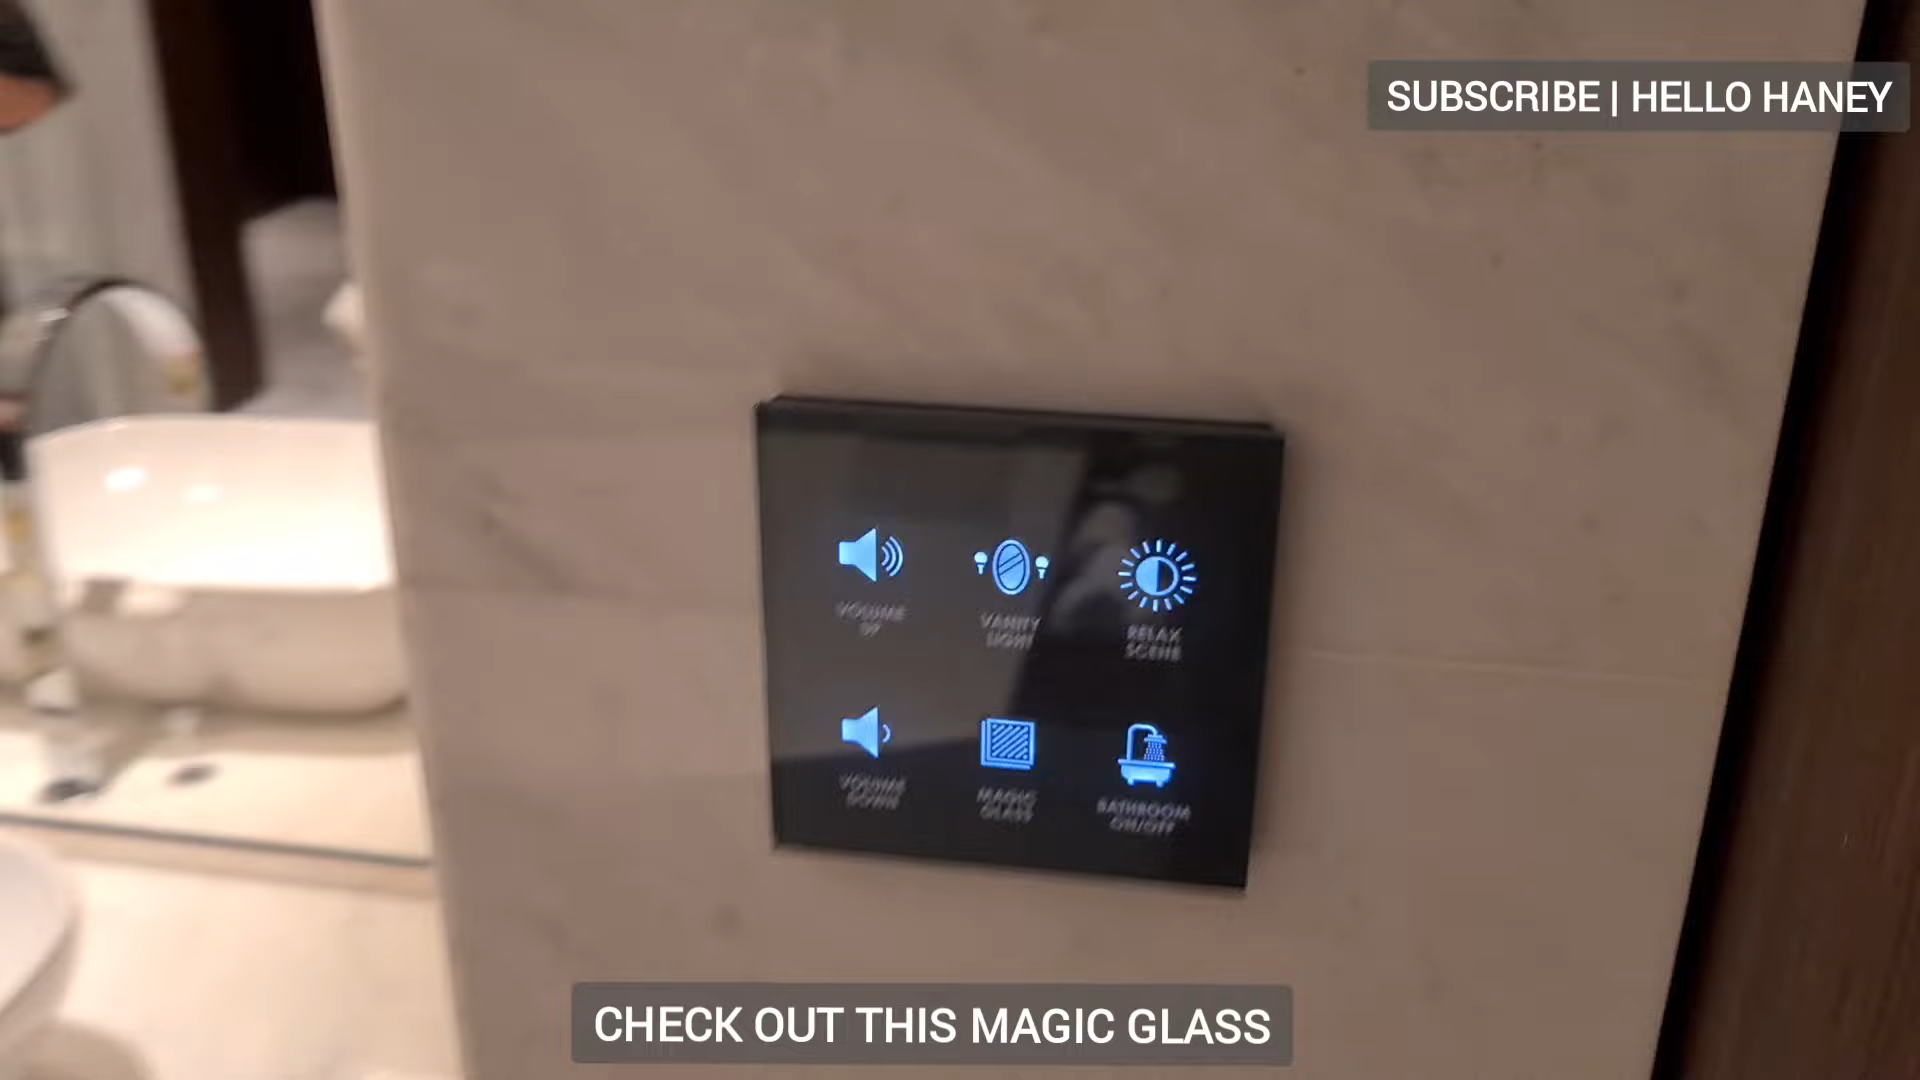 SUBSCRIBE | HELLO HANEY
VOLUME
UP
VANITY
LIGHT
RELAX
SCENE
VOLUME
DOWN
MAGIC
GLASS
BATHROOM
ON/OFF
CHECK OUT THIS MAGIC GLASS